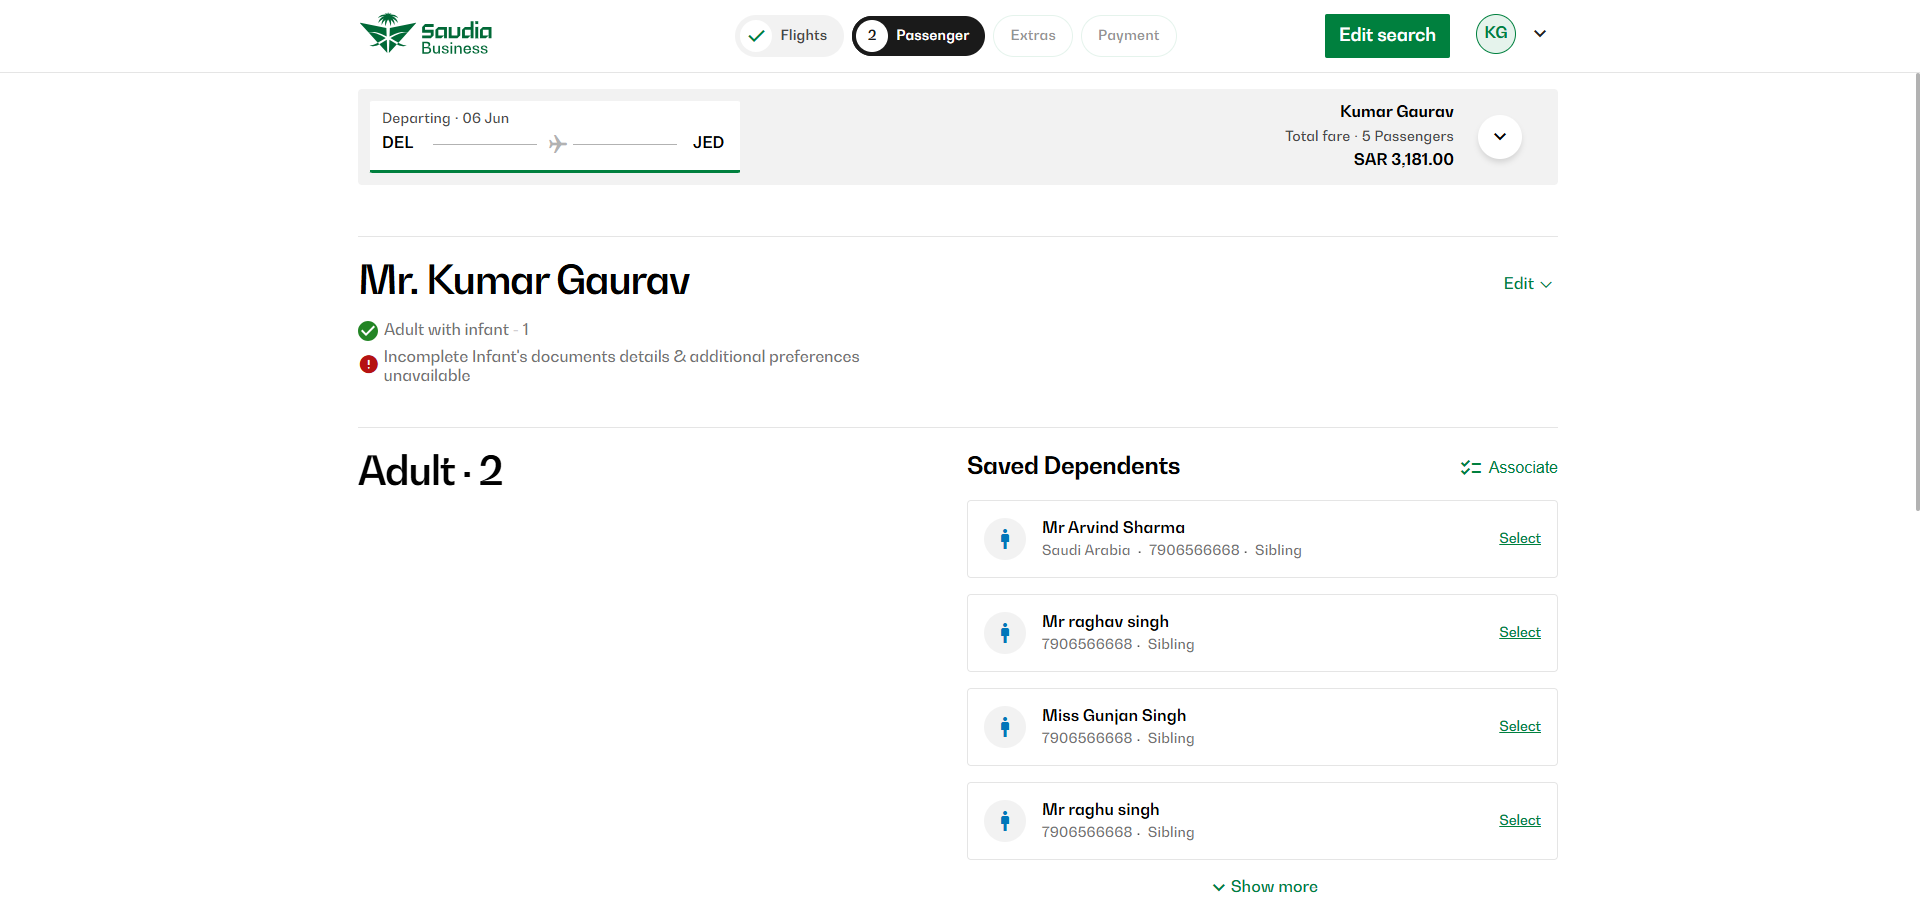 Saudia
Business
Flights
2 Passenger
Extras
Payment
Edit search
KG
Departing · 06 Jun
DEL JED
Kumar Gaurav
Total fare · 5 Passengers
SAR 3,181.00
Mr. Kumar Gaurav
Edit
Adult with infant - 1
Incomplete Infant's documents details & additional preferences
unavailable
Adult · 2
Saved Dependents
Associate
Mr Arvind Sharma
Saudi Arabia · 7906566668 · Sibling
Select
Mr raghav singh
7906566668 · Sibling
Select
Miss Gunjan Singh
7906566668 · Sibling
Select
Mr raghu singh
7906566668 · Sibling
Select
Show more